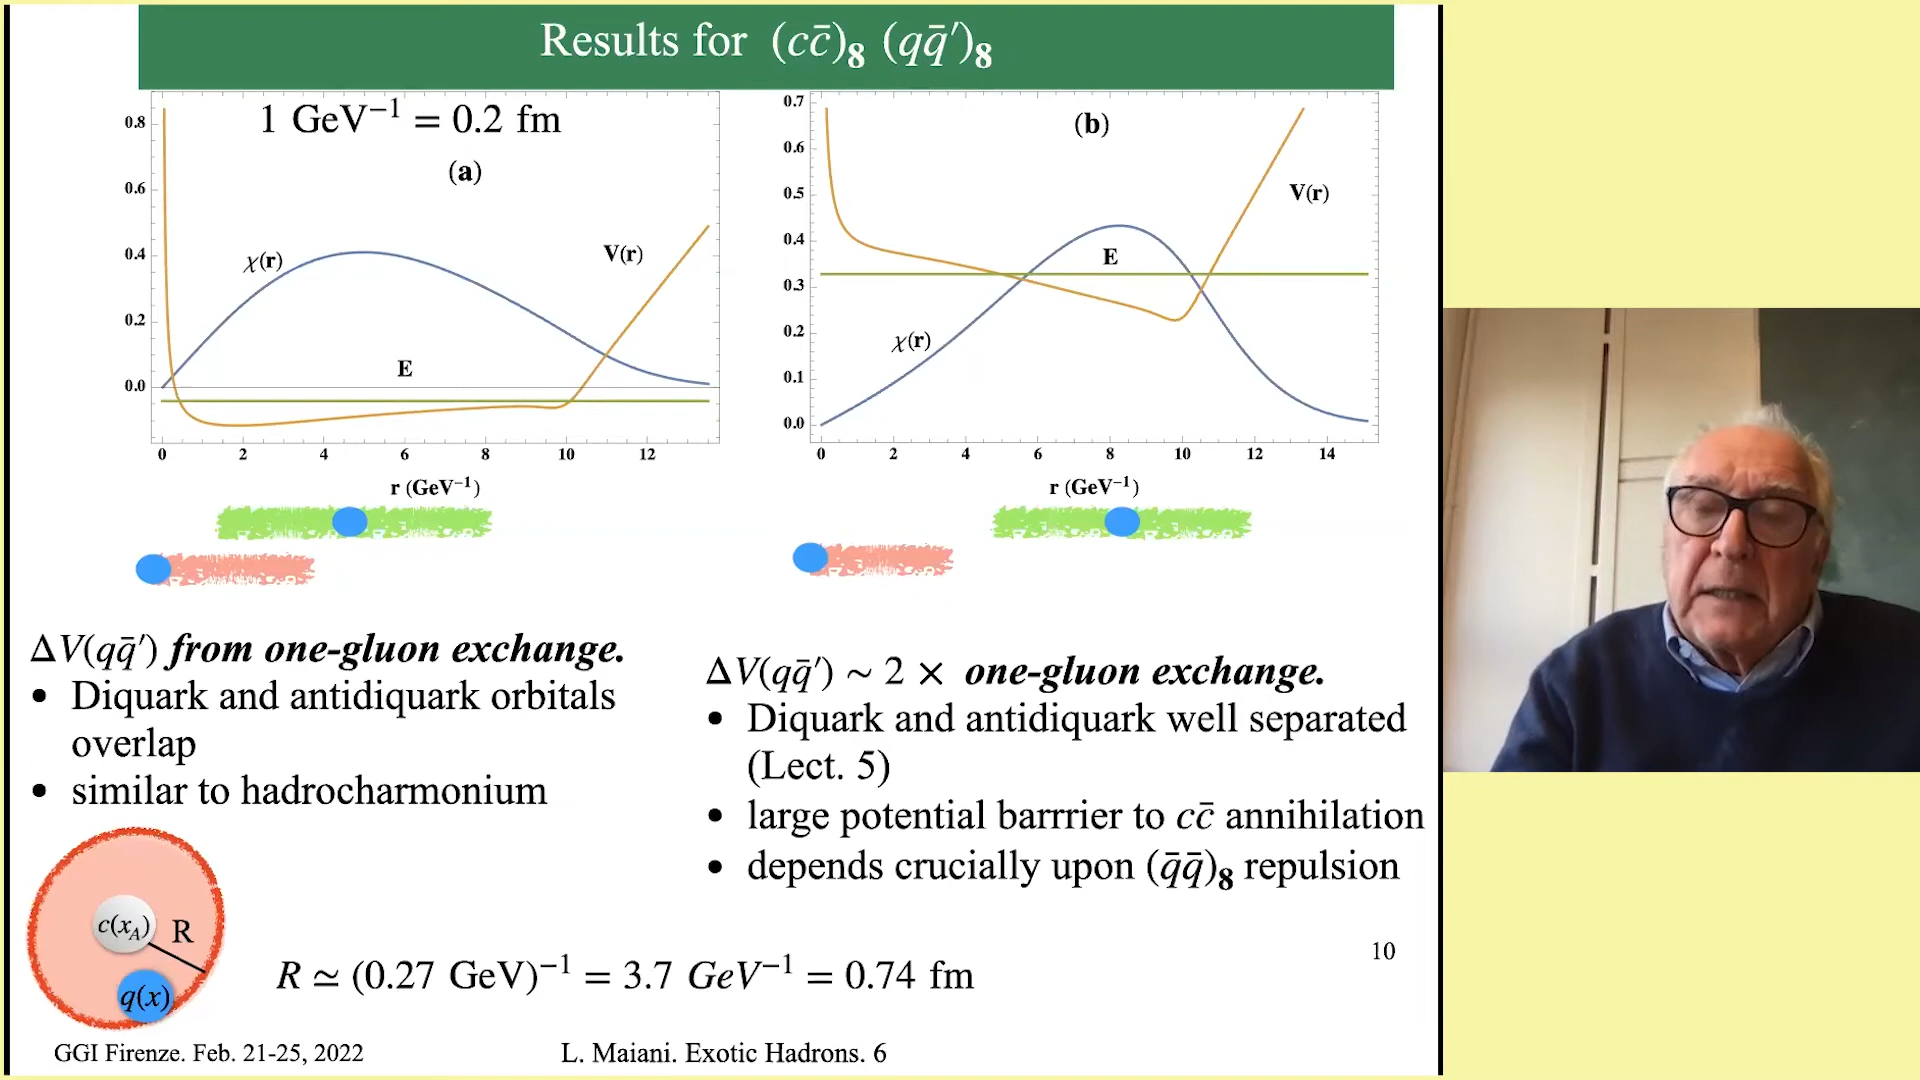 Results for (cc̄)₈ (qq̄′)₈
1 GeV⁻¹ = 0.2 fm
(a)
0.8
0.6
0.4
0.2
0.0
χ(r)
V(r)
E
0 2 4 6 8 10 12
r (GeV⁻¹)
(b)
0.7
0.6
0.5
0.4
0.3
0.2
0.1
0.0
V(r)
E
χ(r)
0 2 4 6 8 10 12 14
r (GeV⁻¹)
ΔV(qq̄′) from one-gluon exchange.
• Diquark and antidiquark orbitals
overlap
• similar to hadrocharmonium
ΔV(qq̄′) ~ 2 × one-gluon exchange.
• Diquark and antidiquark well separated
(Lect. 5)
• large potential barrrier to cc̄ annihilation
• depends crucially upon (q̄q̄)₈ repulsion
c(x_A) R
q(x)
R ≃ (0.27 GeV)⁻¹ = 3.7 GeV⁻¹ = 0.74 fm
10
GGI Firenze. Feb. 21-25, 2022
L. Maiani. Exotic Hadrons. 6